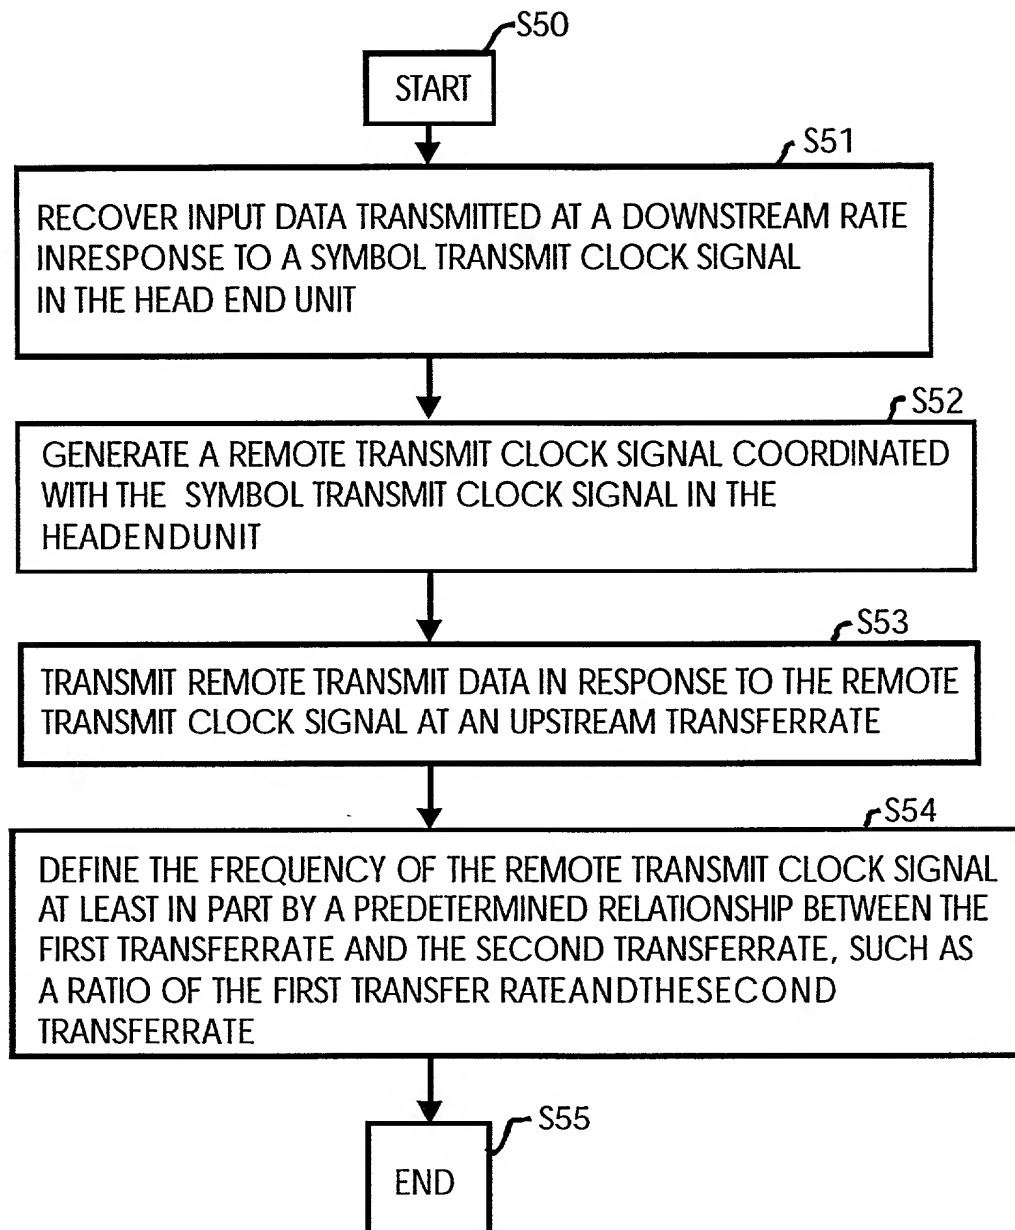 S50
START
S51
RECOVER INPUT DATA TRANSMITTED AT A DOWNSTREAM RATE
INRESPONSE TO A SYMBOL TRANSMIT CLOCK SIGNAL
IN THE HEAD END UNIT
S52
GENERATE A REMOTE TRANSMIT CLOCK SIGNAL COORDINATED
WITH THE SYMBOL TRANSMIT CLOCK SIGNAL IN THE
HEADENDUNIT
S53
TRANSMIT REMOTE TRANSMIT DATA IN RESPONSE TO THE REMOTE
TRANSMIT CLOCK SIGNAL AT AN UPSTREAM TRANSFERRATE
S54
DEFINE THE FREQUENCY OF THE REMOTE TRANSMIT CLOCK SIGNAL
AT LEAST IN PART BY A PREDETERMINED RELATIONSHIP BETWEEN THE
FIRST TRANSFERRATE AND THE SECOND TRANSFERRATE, SUCH AS
A RATIO OF THE FIRST TRANSFER RATEANDTHESECOND
TRANSFERRATE
S55
END